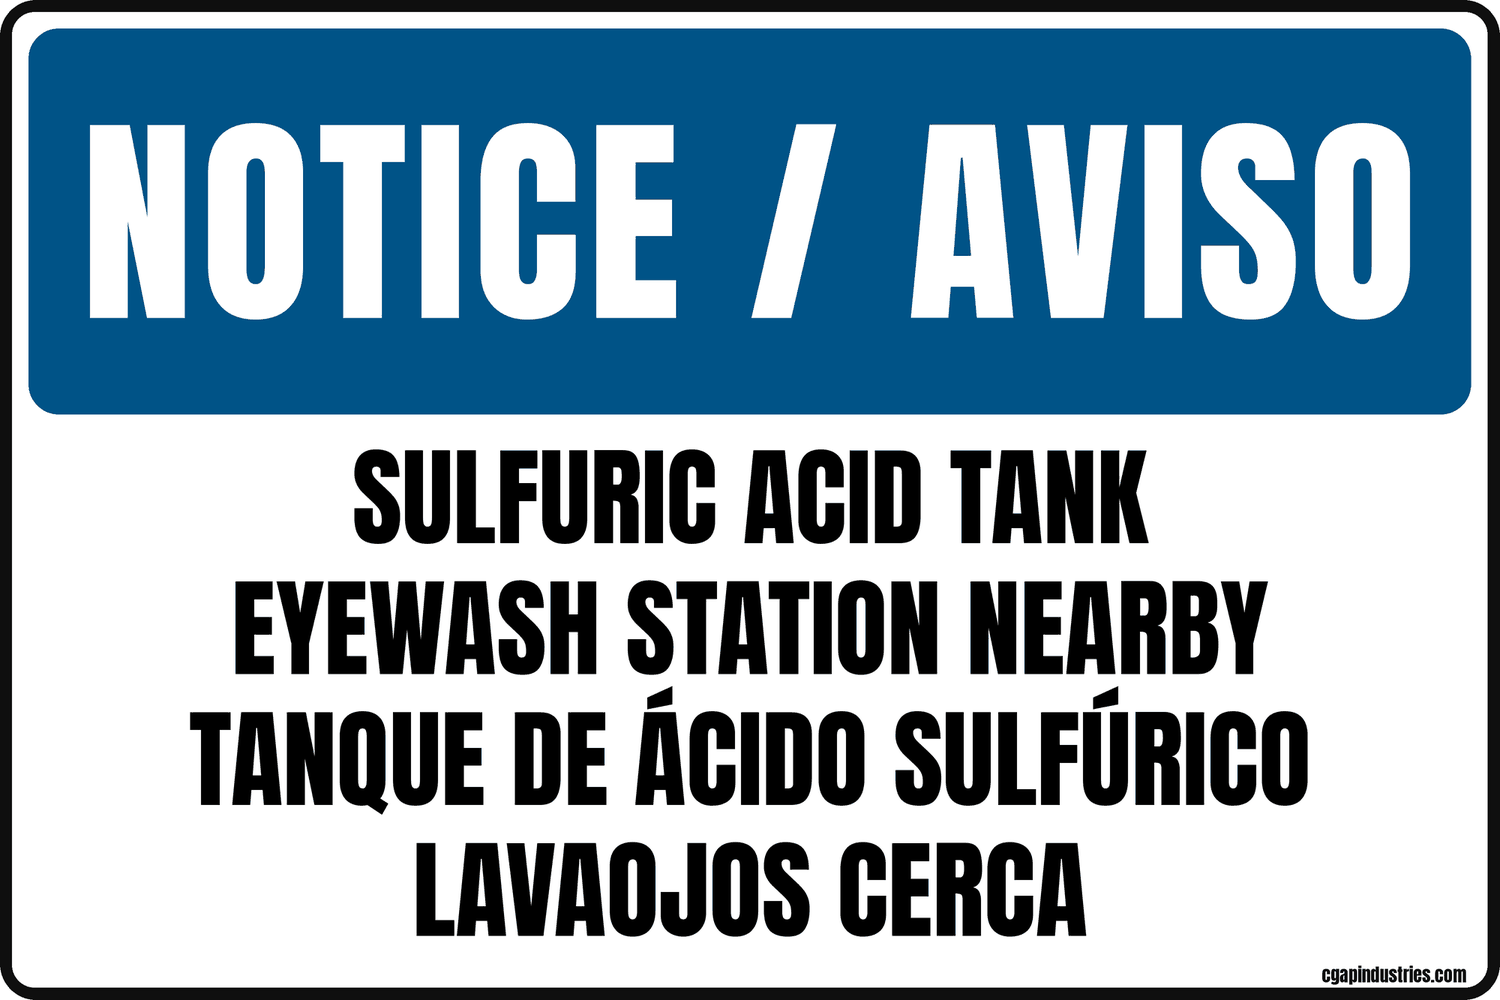 NOTICE / AVISO
SULFURIC ACID TANK
EYEWASH STATION NEARBY
TANQUE DE ÁCIDO SULFÚRICO
LAVAOJOS CERCA
cgapindustries.com